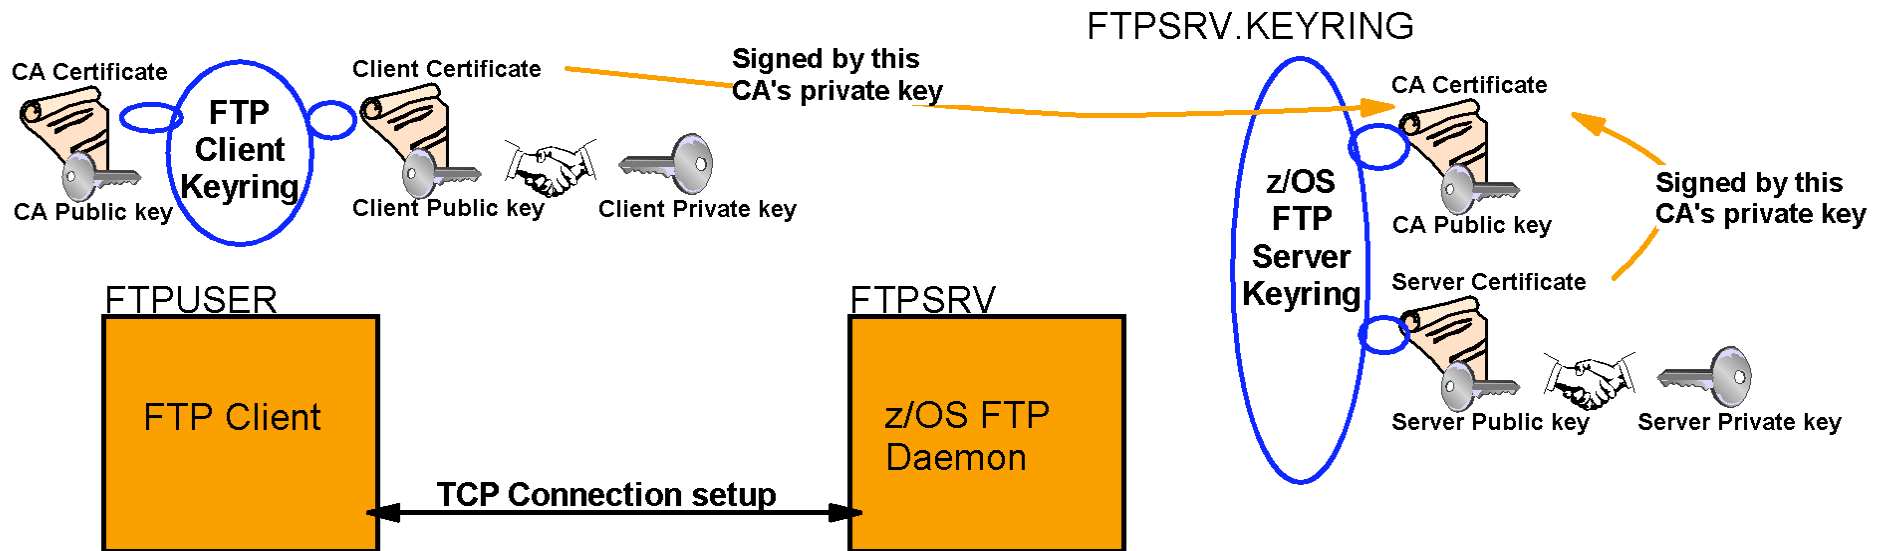 FTPSRV.KEYRING
CA Certificate
FTP
Client
Keyring
Client Certificate
Signed by this
CA's private key
CA Certificate
CA Public key
Client Public key
Client Private key
z/OS
FTP
Server
Keyring
CA Public key
Signed by this
CA's private key
Server Certificate
Server Public key
Server Private key
FTPUSER
FTP Client
FTPSRV
z/OS FTP
Daemon
TCP Connection setup